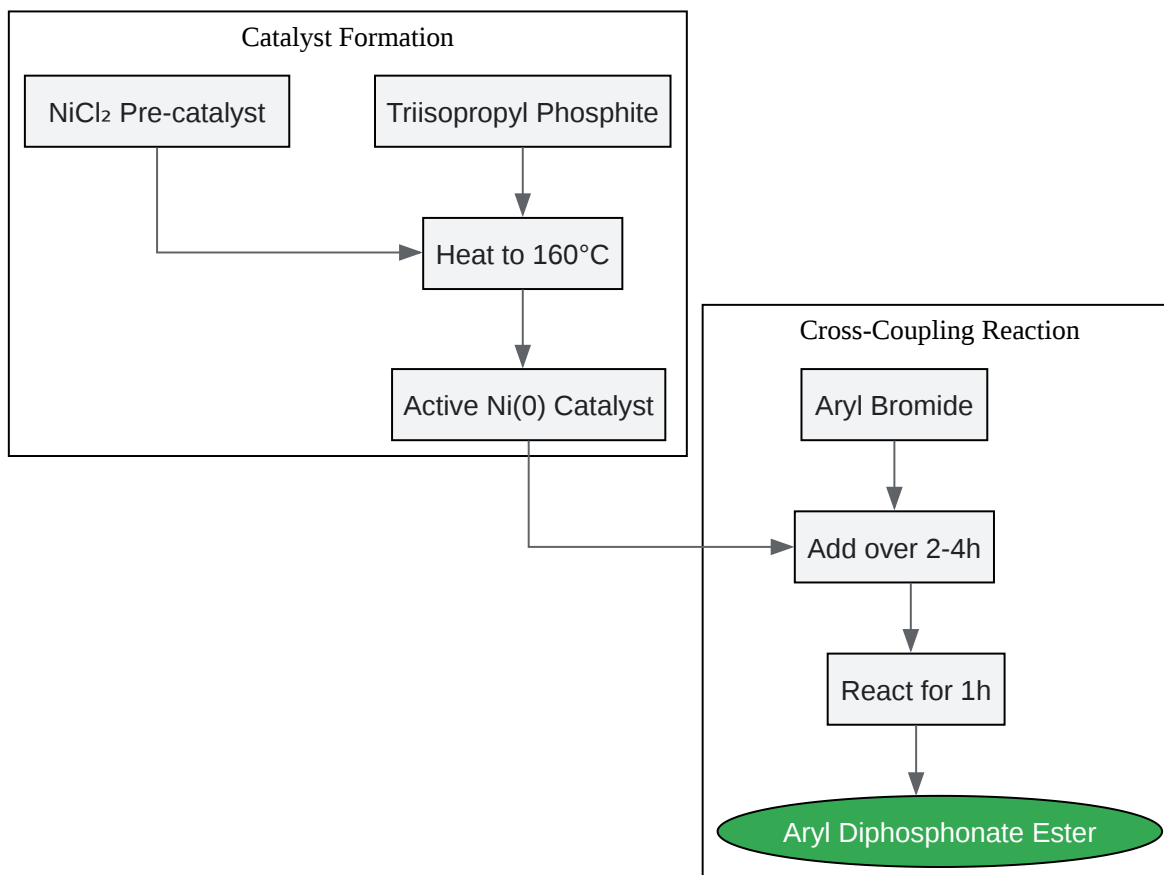 Catalyst Formation
NiCl₂ Pre-catalyst
Triisopropyl Phosphite
Heat to 160°C
Active Ni(0) Catalyst
Cross-Coupling Reaction
Aryl Bromide
Add over 2-4h
React for 1h
Aryl Diphosphonate Ester